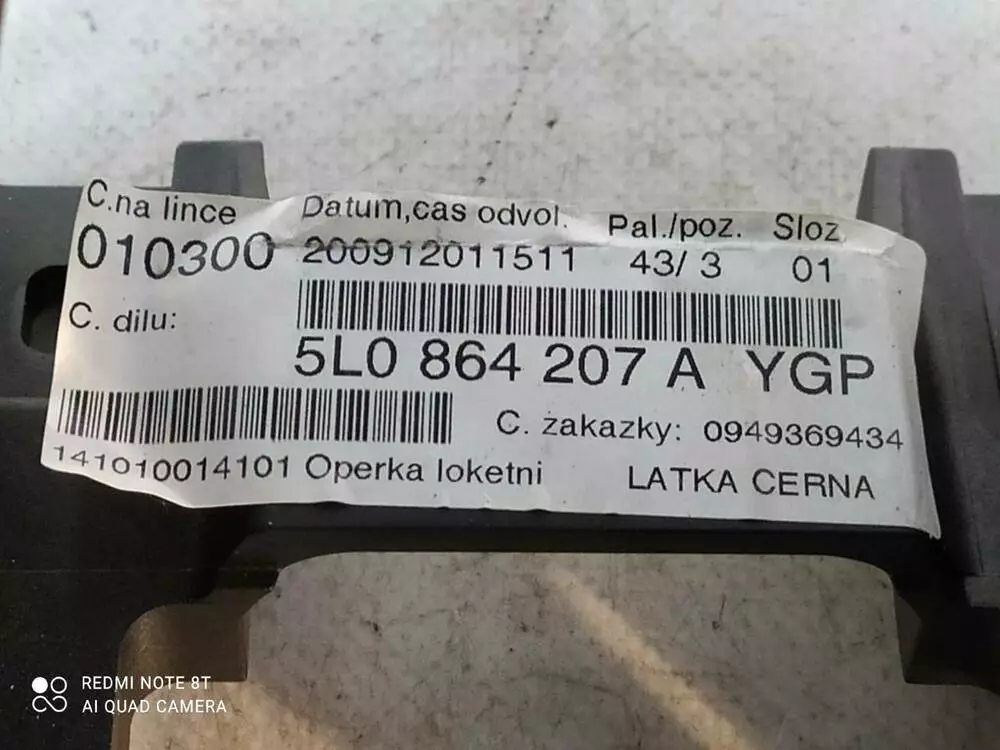 C.na lince Datum,cas odvol. Pal./poz. Sloz
010300 200912011511 43/ 3 01
C. dilu:
5L0 864 207 A YGP
C. zakazky: 0949369434
141010014101 Operka loketni LATKA CERNA
REDMI NOTE 8T
AI QUAD CAMERA